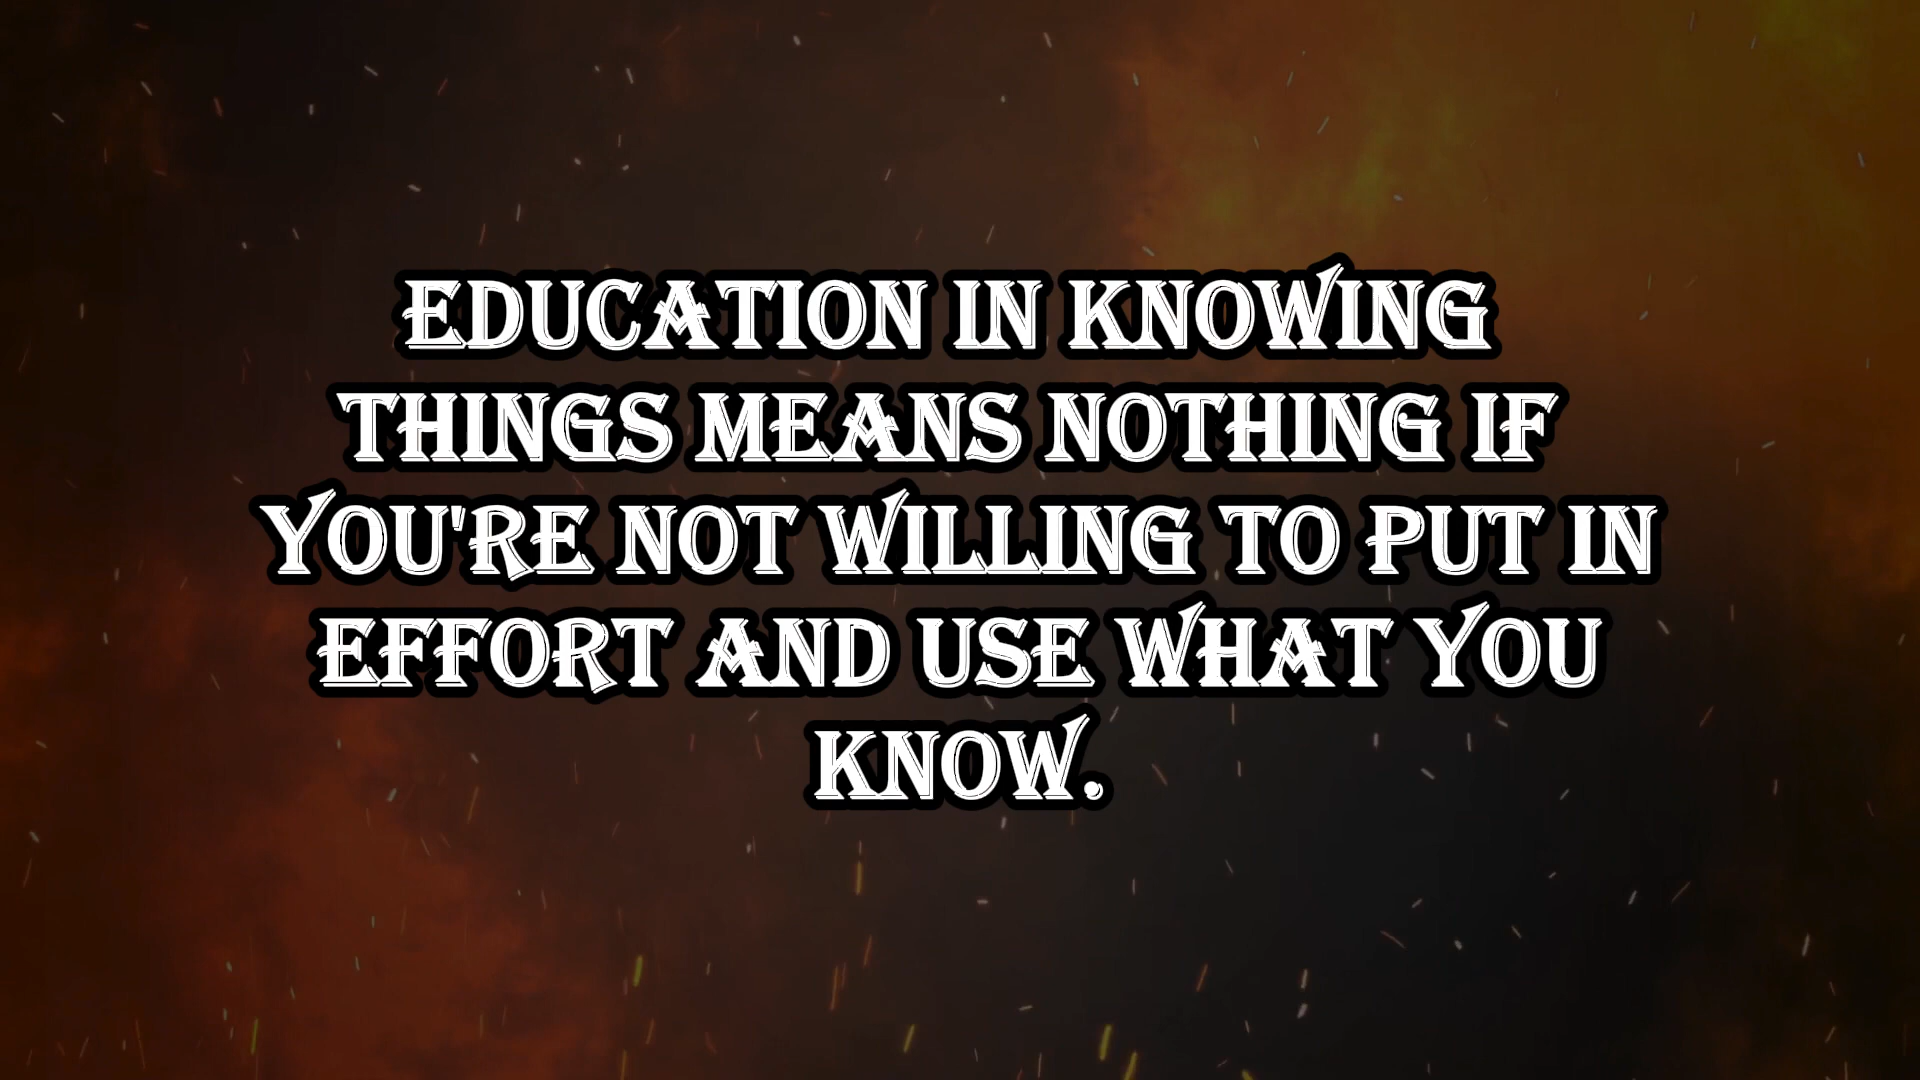 EDUCATION IN KNOWING
THINGS MEANS NOTHING IF
YOU'RE NOT WILLING TO PUT IN
EFFORT AND USE WHAT YOU
KNOW.